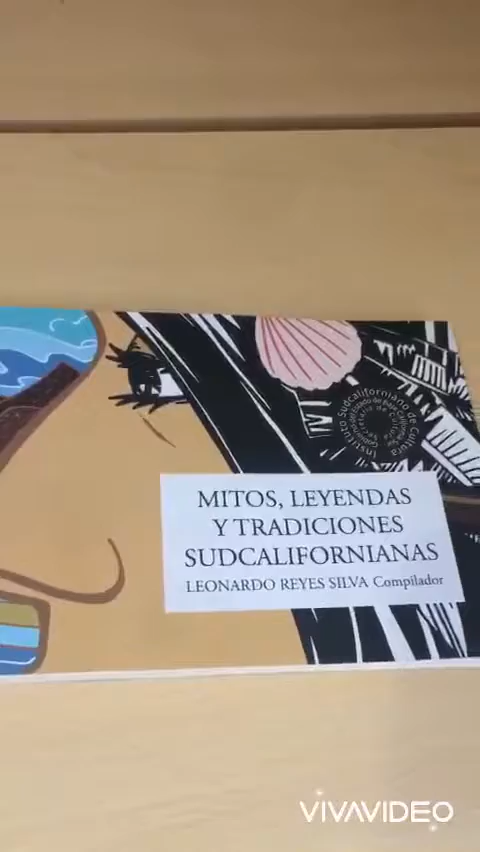 Instituto Sudcaliforniano de Cultura
MITOS, LEYENDAS
Y TRADICIONES
SUDCALIFORNIANAS
LEONARDO REYES SILVA Compilador
VIVAVIDEO